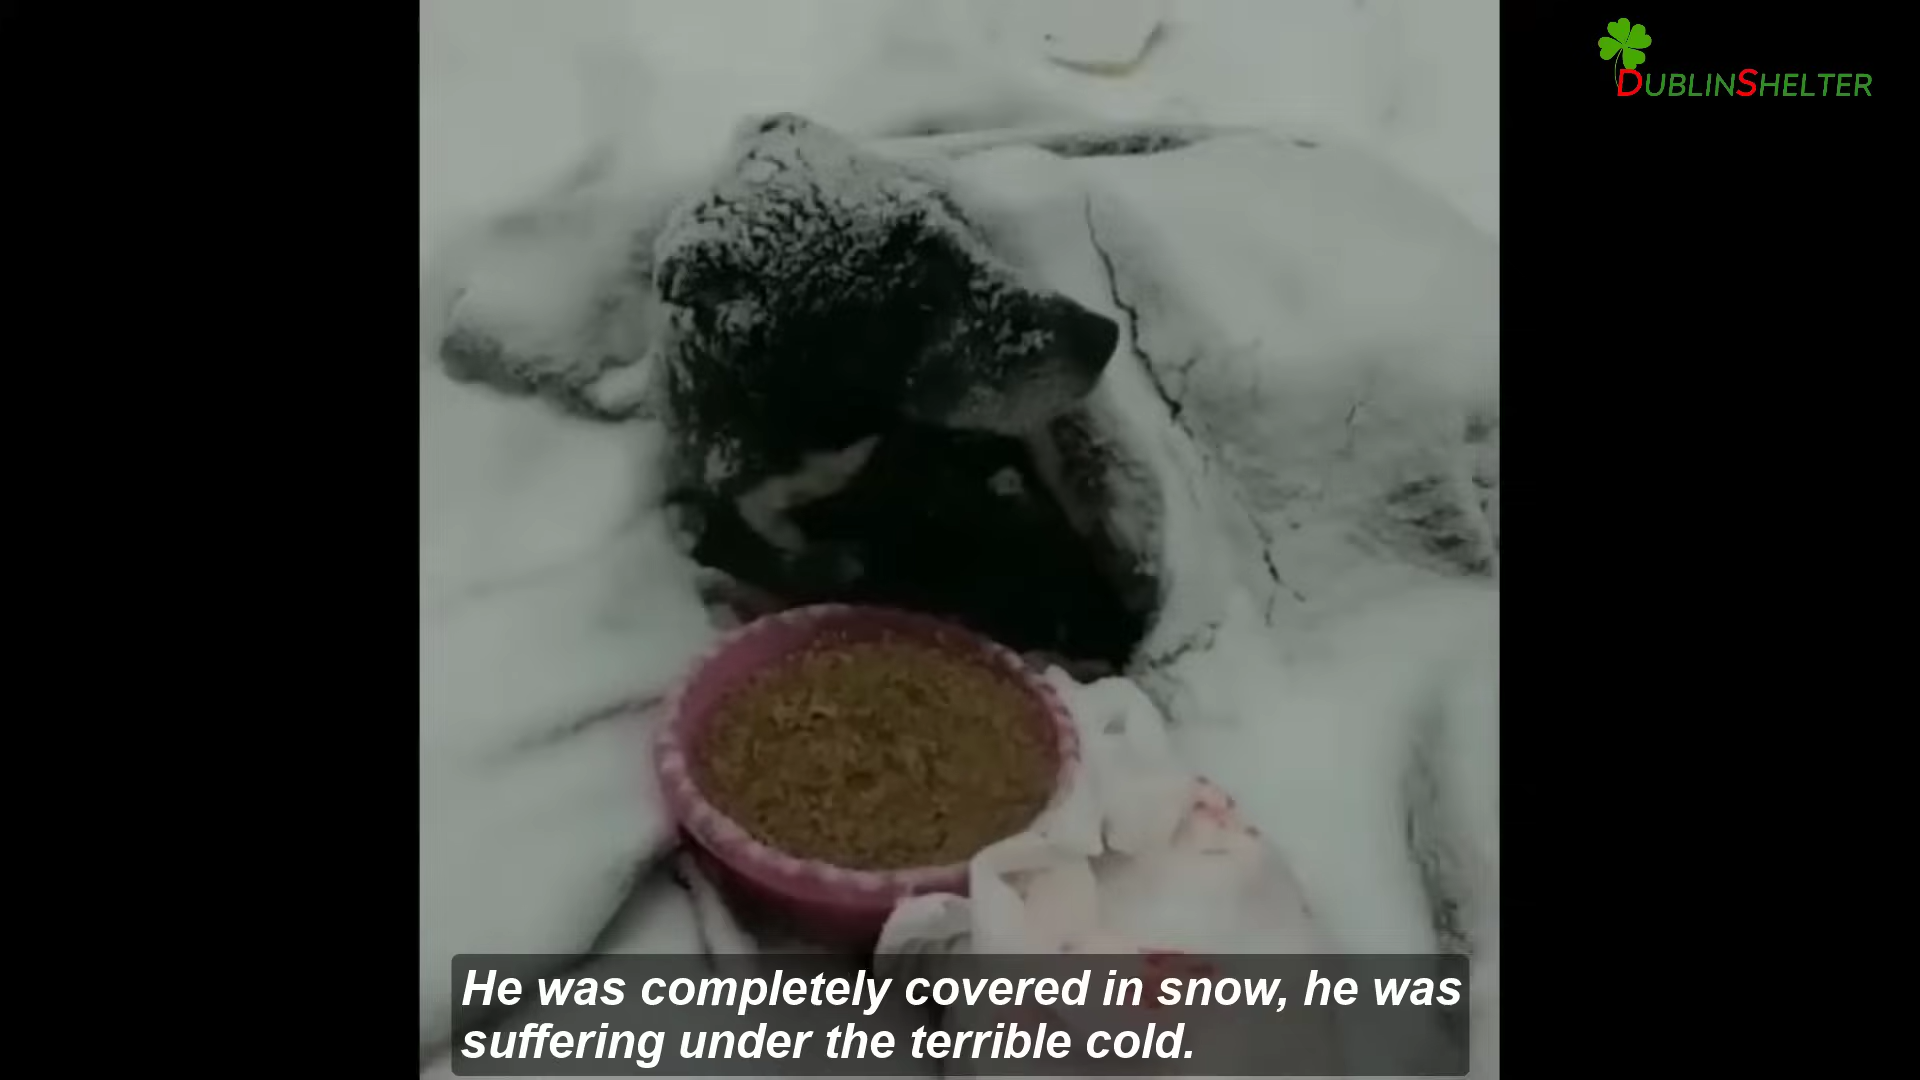 DUBLINSHELTER
He was completely covered in snow, he was
suffering under the terrible cold.